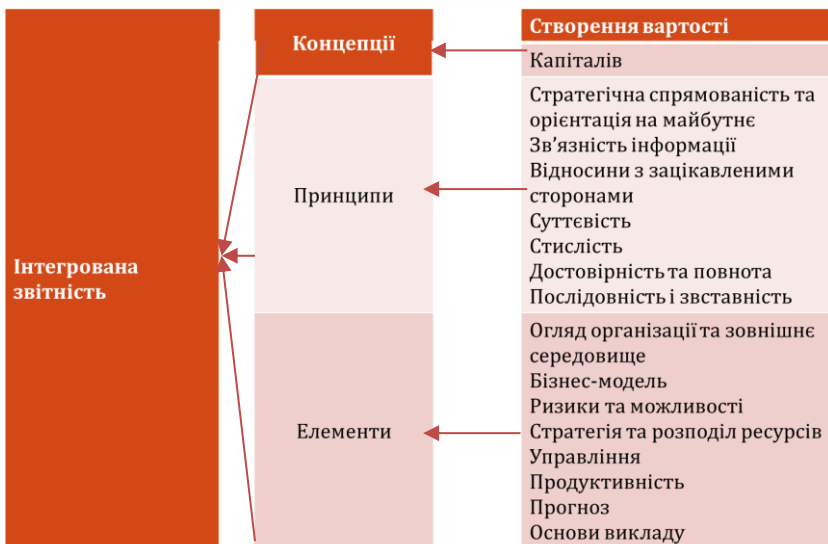 Інтегрована
звітність
Концепції
Принципи
Елементи
Створення вартості
Капіталів
Стратегічна спрямованість та
орієнтація на майбутнє
Зв’язність інформації
Відносини з зацікавленими
сторонами
Суттєвість
Стислість
Достовірність та повнота
Послідовність і звставність
Огляд організації та зовнішнє
середовище
Бізнес-модель
Ризики та можливості
Стратегія та розподіл ресурсів
Управління
Продуктивність
Прогноз
Основи викладу